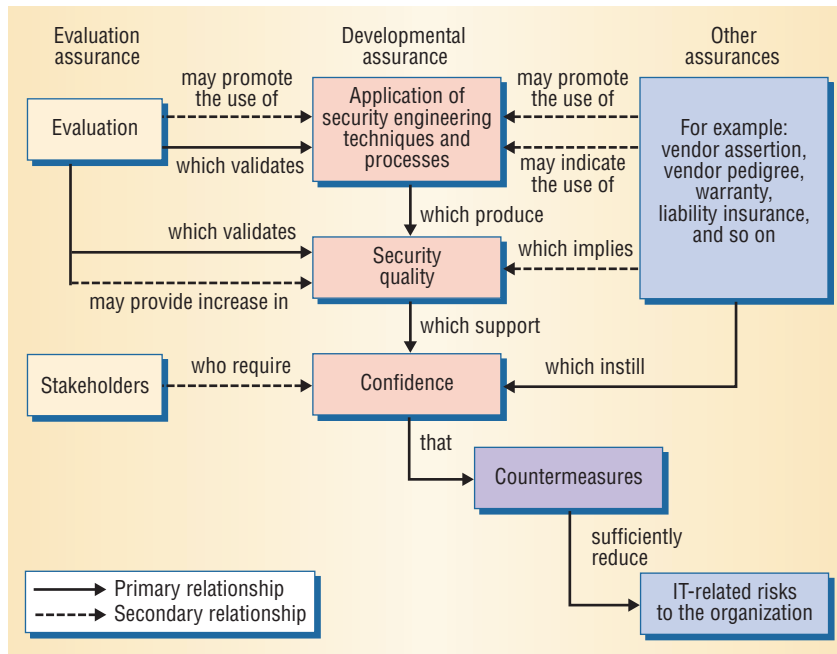 Evaluation
assurance
Developmental
assurance
Other
assurances
may promote
the use of
may promote
the use of
Evaluation
Application of
security engineering
techniques and
processes
For example:
vendor assertion,
vendor pedigree,
warranty,
liability insurance,
and so on
which validates
may indicate
the use of
which produce
which validates
Security
quality
which implies
may provide increase in
which support
Stakeholders
who require
Confidence
which instill
that
Countermeasures
sufficiently
reduce
Primary relationship
Secondary relationship
IT-related risks
to the organization